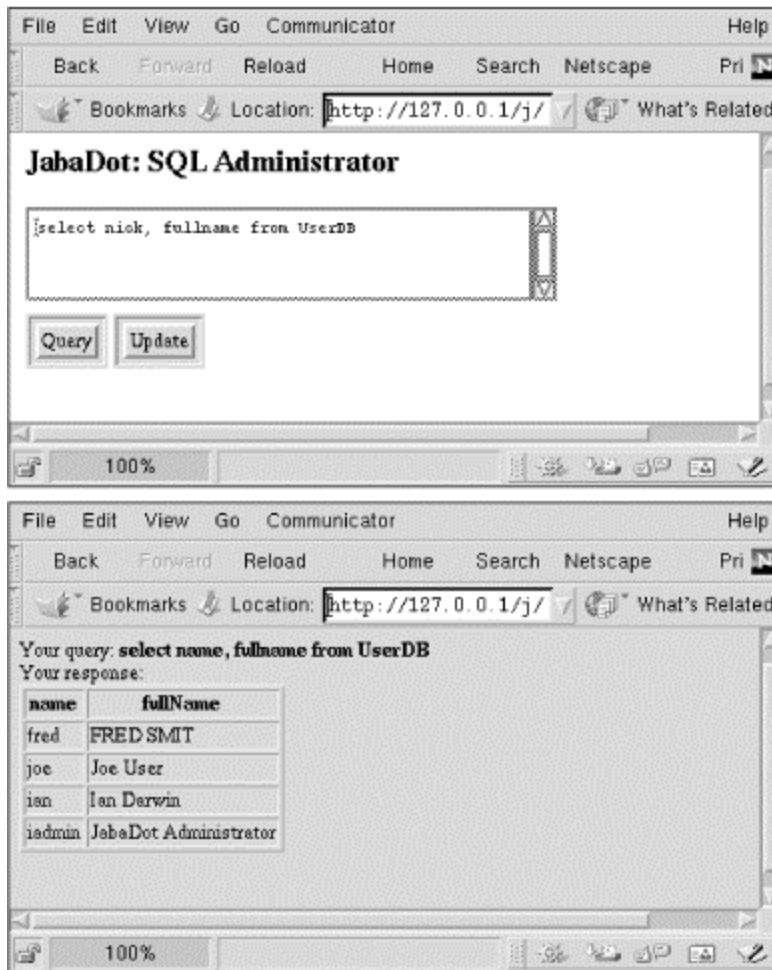 File Edit View Go Communicator Help
Back Forward Reload Home Search Netscape Pri N
Bookmarks Location: http://127.0.0.1/j/ What's Related
JabaDot: SQL Administrator
select nick, fullname from UserDB
Query Update
100%
File Edit View Go Communicator Help
Back Forward Reload Home Search Netscape Pri N
Bookmarks Location: http://127.0.0.1/j/ What's Related
Your query: select name, fullname from UserDB
Your response:
name fullName
fred FRED SMIT
joe Joe User
ian Ian Darwin
iadmin JabaDot Administrator
100%